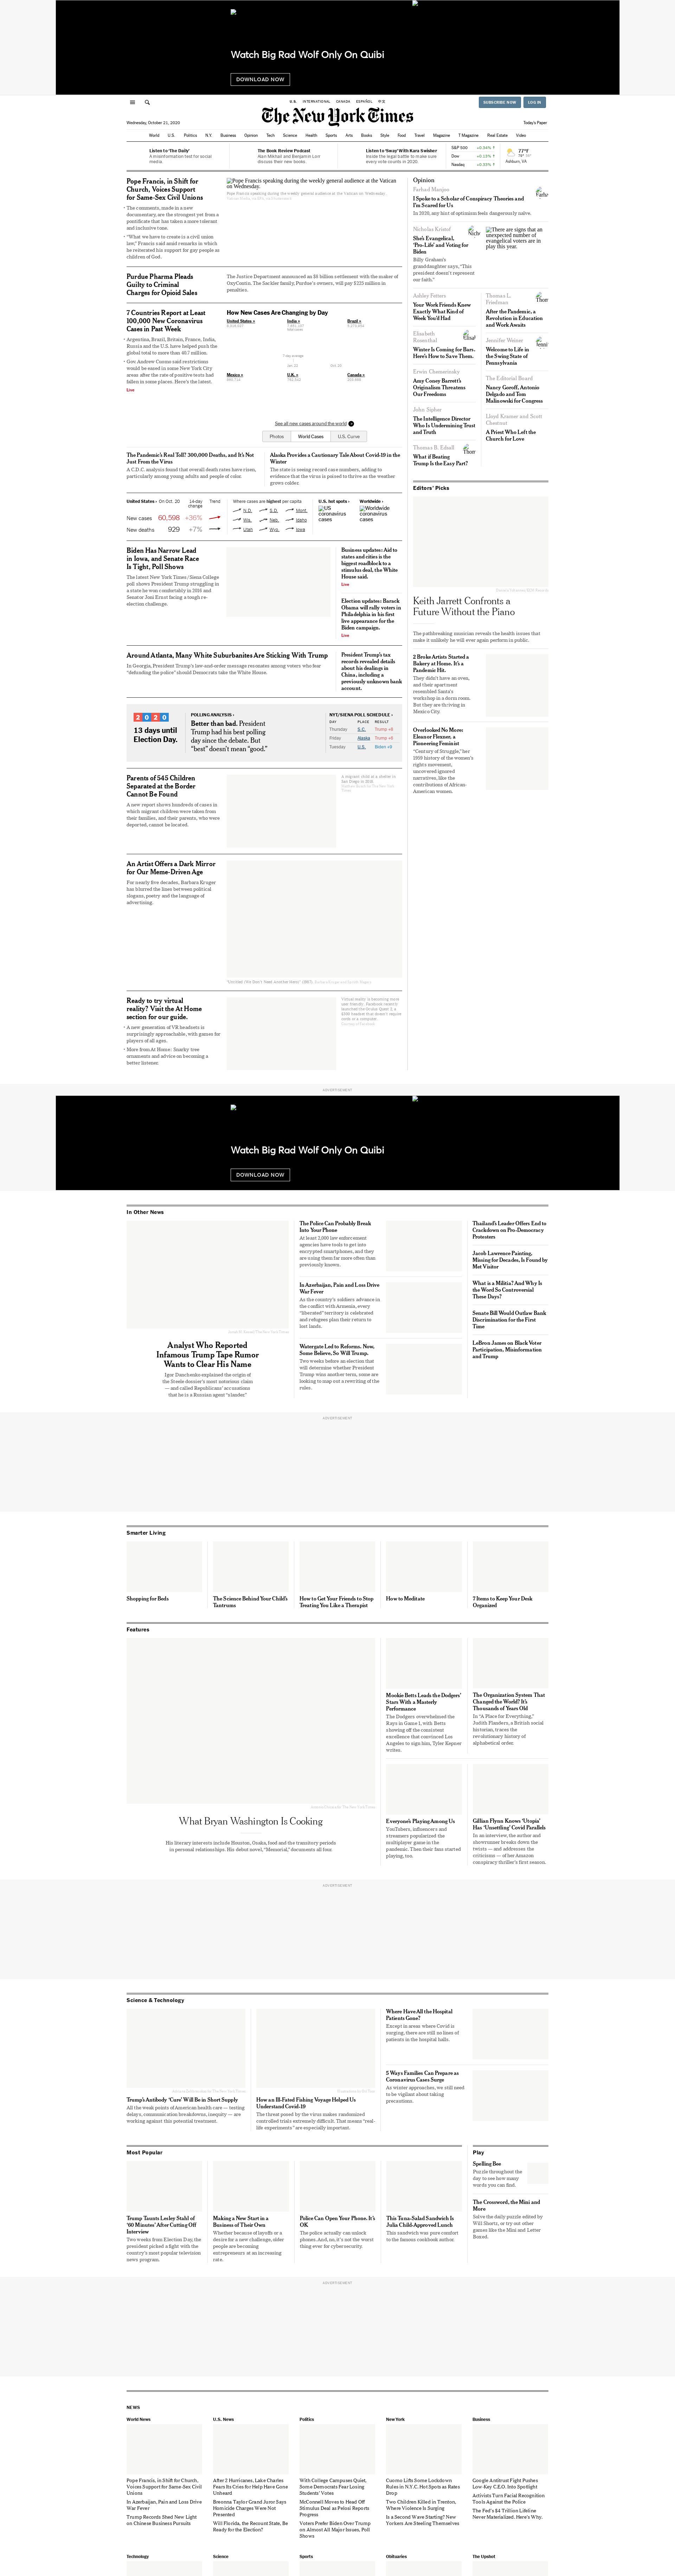 Watch Big Rad Wolf Only On Quibi
DOWNLOAD NOW
U.S. INTERNATIONAL CANADA ESPAÑOL 中文
SUBSCRIBE NOW LOG IN
The New York Times
Wednesday, October 21, 2020
Today's Paper
World U.S. Politics N.Y. Business Opinion Tech Science Health Sports Arts Books Style Food Travel Magazine T Magazine Real Estate Video
Listen to 'The Daily'
A misinformation test for social media.
The Book Review Podcast
Listen to 'Sway' With Kara Swisher
Inside the legal battle to make sure every vote counts in 2020.
Pope Francis, in Shift for
Church, Voices Support
for Same-Sex Civil Unions
The comments, made in a new
documentary, are the strongest yet from a
pontificate that has taken a more tolerant
and inclusive tone.
"What we have to create is a civil union
law," Francis said and remarks in which
he reiterated his support for gay people as
children of God.
Pope Francis speaking during the weekly general audience at the Vatican
on Wednesday.
Purdue Pharma Pleads
Guilty to Criminal
Charges for Opioid Sales
The Justice Department announced an $8 billion settlement with the maker of
OxyContin. The Sackler family, Purdue's owners, will pay $225 million in
penalties.
7 Countries Report at Least
100,000 New Coronavirus
Cases in Past Week
Argentina, Brazil, Britain, France, India,
Russia and the U.S. have helped push the
global total to more than 40.7 million.
Gov. Andrew Cuomo said restrictions
would be eased in some New York City
areas after the rate of positive tests had
fallen in some places. Here's the latest.
Live
How New Cases Are Changing by Day
United States » India » Brazil »
Mexico » U.K. » Canada »
See all new cases around the world
Photos World Cases U.S. Curve
The Pandemic's Real Toll? 300,000 Deaths, and It's Not
Just From the Virus
A C.D.C. analysis found that overall death rates have risen,
particularly among young adults and people of color.
Alaska Provides a Cautionary Tale About Covid-19 in the
Winter
The state is seeing record case numbers, adding to
evidence that the virus is poised to thrive as the weather
grows colder.
United States › On Oct. 20 14-day change Trend
New cases 60,598 +36%
New deaths 929 +7%
Where cases are highest per capita
N.D. S.D. Mont.
Wis. Neb. Idaho
Utah Wyo. Iowa
U.S. hot spots ›
US coronavirus cases
Worldwide ›
Worldwide coronavirus cases
Biden Has Narrow Lead
in Iowa, and Senate Race
Is Tight, Poll Shows
The latest New York Times/Siena College
poll shows President Trump struggling in
a state he won comfortably in 2016 and
Senator Joni Ernst facing a tough re-
election challenge.
Business updates: Aid to
states and cities is the
biggest roadblock to a
stimulus deal, the White
House said.
Live
Election updates: Barack
Obama will rally voters in
Philadelphia in his first
live appearance for the
Biden campaign.
Live
Around Atlanta, Many White Suburbanites Are Sticking With Trump
In Georgia, President Trump's law-and-order message resonates among voters who fear
"defunding the police" should Democrats take the White House.
President Trump's tax
records revealed details
about his dealings in
China, including a
previously unknown bank
account.
2020
13 days until
Election Day.
POLLING ANALYSIS ›
Better than bad. President
Trump had his best polling
day since the debate. But
"best" doesn't mean "good."
NYT/SIENA POLL SCHEDULE ›
DAY PLACE RESULT
Thursday S.C. Trump +6
Friday Alaska Trump +6
Tuesday U.S. Biden +9
Parents of 545 Children
Separated at the Border
Cannot Be Found
A new report shows hundreds of cases in
which migrant children were taken from
their families, and their parents, who were
deported, cannot be located.
A migrant child at a shelter in
San Diego in 2018.
An Artist Offers a Dark Mirror
for Our Meme-Driven Age
For nearly five decades, Barbara Kruger
has blurred the lines between political
slogans, poetry and the language of
advertising.
Ready to try virtual
reality? Visit the At Home
section for our guide.
A new generation of VR headsets is
surprisingly approachable, with games for
players of all ages.
More from At Home: Snarky tree
ornaments and advice on becoming a
better listener.
Opinion
Farhad Manjoo
I Spoke to a Scholar of Conspiracy Theories and
I'm Scared for Us
In 2020, any hint of optimism feels dangerously naïve.
Nicholas Kristof
She's Evangelical,
'Pro-Life' and Voting for
Biden
Billy Graham's
granddaughter says, "This
president doesn't represent
our faith."
There are signs that an
unexpected number of
evangelical voters are in
play this year.
Ashley Fetters
Your Work Friends Knew
Exactly What Kind of
Week You'd Had
Elisabeth
Rosenthal
Winter Is Coming for Bars.
Here's How to Save Them.
Erwin Chemerinsky
Amy Coney Barrett's
Originalism Threatens
Our Freedoms
John Sipher
The Intelligence Director
Who Is Undermining Trust
and Truth
Thomas B. Edsall
What if Beating
Trump Is the Easy Part?
Thomas L.
Friedman
After the Pandemic, a
Revolution in Education
and Work Awaits
Jennifer Weiner
Welcome to Life in
the Swing State of
Pennsylvania
The Editorial Board
Nancy Goroff, Antonio
Delgado and Tom
Malinowski for Congress
Lloyd Kramer and Scott
Chestnut
A Priest Who Left the
Church for Love
Editors' Picks
Keith Jarrett Confronts a
Future Without the Piano
The pathbreaking musician reveals the health issues that
make it unlikely he will ever again perform in public.
2 Broke Artists Started a
Bakery at Home. It's a
Pandemic Hit.
They didn't have an oven,
and their apartment
resembled Santa's
workshop in a dorm room.
But they are thriving in
Mexico City.
Overlooked No More:
Eleanor Flexner, a
Pioneering Feminist
"Century of Struggle," her
1959 history of the women's
rights movement,
uncovered ignored
narratives, like the
contributions of African
American women.
ADVERTISEMENT
Watch Big Rad Wolf Only On Quibi
DOWNLOAD NOW
In Other News
Analyst Who Reported
Infamous Trump Tape Rumor
Wants to Clear His Name
Igor Danchenko explained the origin of
the Steele dossier's most notorious claim
— and called Republicans' accusations
that he is a Russian agent "slander."
The Police Can Probably Break
Into Your Phone
At least 2,000 law enforcement
agencies have tools to get into
encrypted smartphones, and they
are using them far more often than
previously known.
In Azerbaijan, Pain and Loss Drive
War Fever
As the country's soldiers advance in
the conflict with Armenia, every
"liberated" territory is celebrated
and refugees plan their return to
lost lands.
Watergate Led to Reforms. Now,
Some Believe, So Will Trump.
Two weeks before an election that
will determine whether President
Trump wins another term, some are
looking to map out a rewriting of the
rules.
Thailand's Leader Offers End to
Crackdown on Pro-Democracy
Protesters
Jacob Lawrence Painting,
Missing for Decades, Is Found by
Met Visitor
What is a Militia? And Why Is
the Word So Controversial
These Days?
Senate Bill Would Outlaw Bank
Discrimination for the First
Time
LeBron James on Black Voter
Participation, Misinformation
and Trump
ADVERTISEMENT
Smarter Living
Shopping for Beds
The Science Behind Your Child's
Tantrums
How to Get Your Friends to Stop
Treating You Like a Therapist
How to Meditate
7 Items to Keep Your Desk
Organized
Features
What Bryan Washington Is Cooking
His literary interests include Houston, Osaka, food and the transitory periods
in personal relationships. His debut novel, "Memorial," documents all four.
Mookie Betts Leads the Dodgers'
Stars With a Masterly
Performance
The Dodgers overwhelmed the
Rays in Game 1, with Betts
showing off the consistent
excellence that convinced Los
Angeles to sign him, Tyler Kepner
writes.
The Organization System That
Changed the World? It's
Thousands of Years Old
In "A Place for Everything,"
Judith Flanders, a British social
historian, traces the
revolutionary history of
alphabetical order.
Everyone's Playing Among Us
YouTubers, influencers and
streamers popularized the
multiplayer game in the
pandemic. Then their fans started
playing, too.
Gillian Flynn Knows 'Utopia'
Has 'Unsettling' Covid Parallels
In an interview, the author and
showrunner breaks down the
twists — and addresses the
criticisms — of her Amazon
conspiracy thriller's first season.
ADVERTISEMENT
Science & Technology
Trump's Antibody 'Cure' Will Be in Short Supply
All the weak points of American health care — testing
delays, communication breakdowns, inequity — are
working against this potential treatment.
How an Ill-Fated Fishing Voyage Helped Us
Understand Covid-19
The threat posed by the virus makes randomized
controlled trials extremely difficult. That means "real-
life experiments" are especially important.
Where Have All the Hospital
Patients Gone?
Except in areas where Covid is
surging, there are still no lines of
patients in the hospital halls.
5 Ways Families Can Prepare as
Coronavirus Cases Surge
As winter approaches, we still need
to be vigilant about taking
precautions.
Most Popular
Trump Taunts Lesley Stahl of
'60 Minutes' After Cutting Off
Interview
Two weeks from Election Day, the
president picked a fight with the
country's most popular television
news program.
Making a New Start in a
Business of Their Own
Whether because of layoffs or a
desire for a new challenge, older
people are becoming
entrepreneurs at an increasing
rate.
Police Can Open Your Phone. It's
OK
The police actually can unlock
phones. And, no, it's not the worst
thing ever for cybersecurity.
This Tuna-Salad Sandwich Is
Julia Child-Approved Lunch
This sandwich was pure comfort
to the famous cookbook author.
Play
Spelling Bee
Puzzle throughout the
day to see how many
words you can find.
The Crossword, the Mini and
More
Solve the daily puzzle edited by
Will Shortz, or try out other
games like the Mini and Letter
Boxed.
ADVERTISEMENT
NEWS
World News
Pope Francis, in Shift for Church,
Voices Support for Same-Sex Civil
Unions
In Azerbaijan, Pain and Loss Drive
War Fever
Trump Records Shed New Light
on Chinese Business Pursuits
U.S. News
After 2 Hurricanes, Lake Charles
Fears Its Cries for Help Have Gone
Unheard
Breonna Taylor Grand Juror Says
Homicide Charges Were Not
Presented
Will Florida, the Recount State, Be
Ready for the Election?
Politics
With College Campuses Quiet,
Some Democrats Fear Losing
Students' Votes
McConnell Moves to Head Off
Stimulus Deal as Pelosi Reports
Progress
Voters Prefer Biden Over Trump
on Almost All Major Issues, Poll
Shows
New York
Cuomo Lifts Some Lockdown
Rules in N.Y.C. Hot Spots as Rates
Drop
Two Children Killed in Trenton,
Where Violence Is Surging
Is a Second Wave Starting? New
Yorkers Are Steeling Themselves
Business
Google Antitrust Fight Pushes
Low-Key C.E.O. Into Spotlight
Activists Turn Facial Recognition
Tools Against the Police
The Fed's $4 Trillion Lifeline
Never Materialized. Here's Why.
Technology
Science
Sports
Obituaries
The Upshot